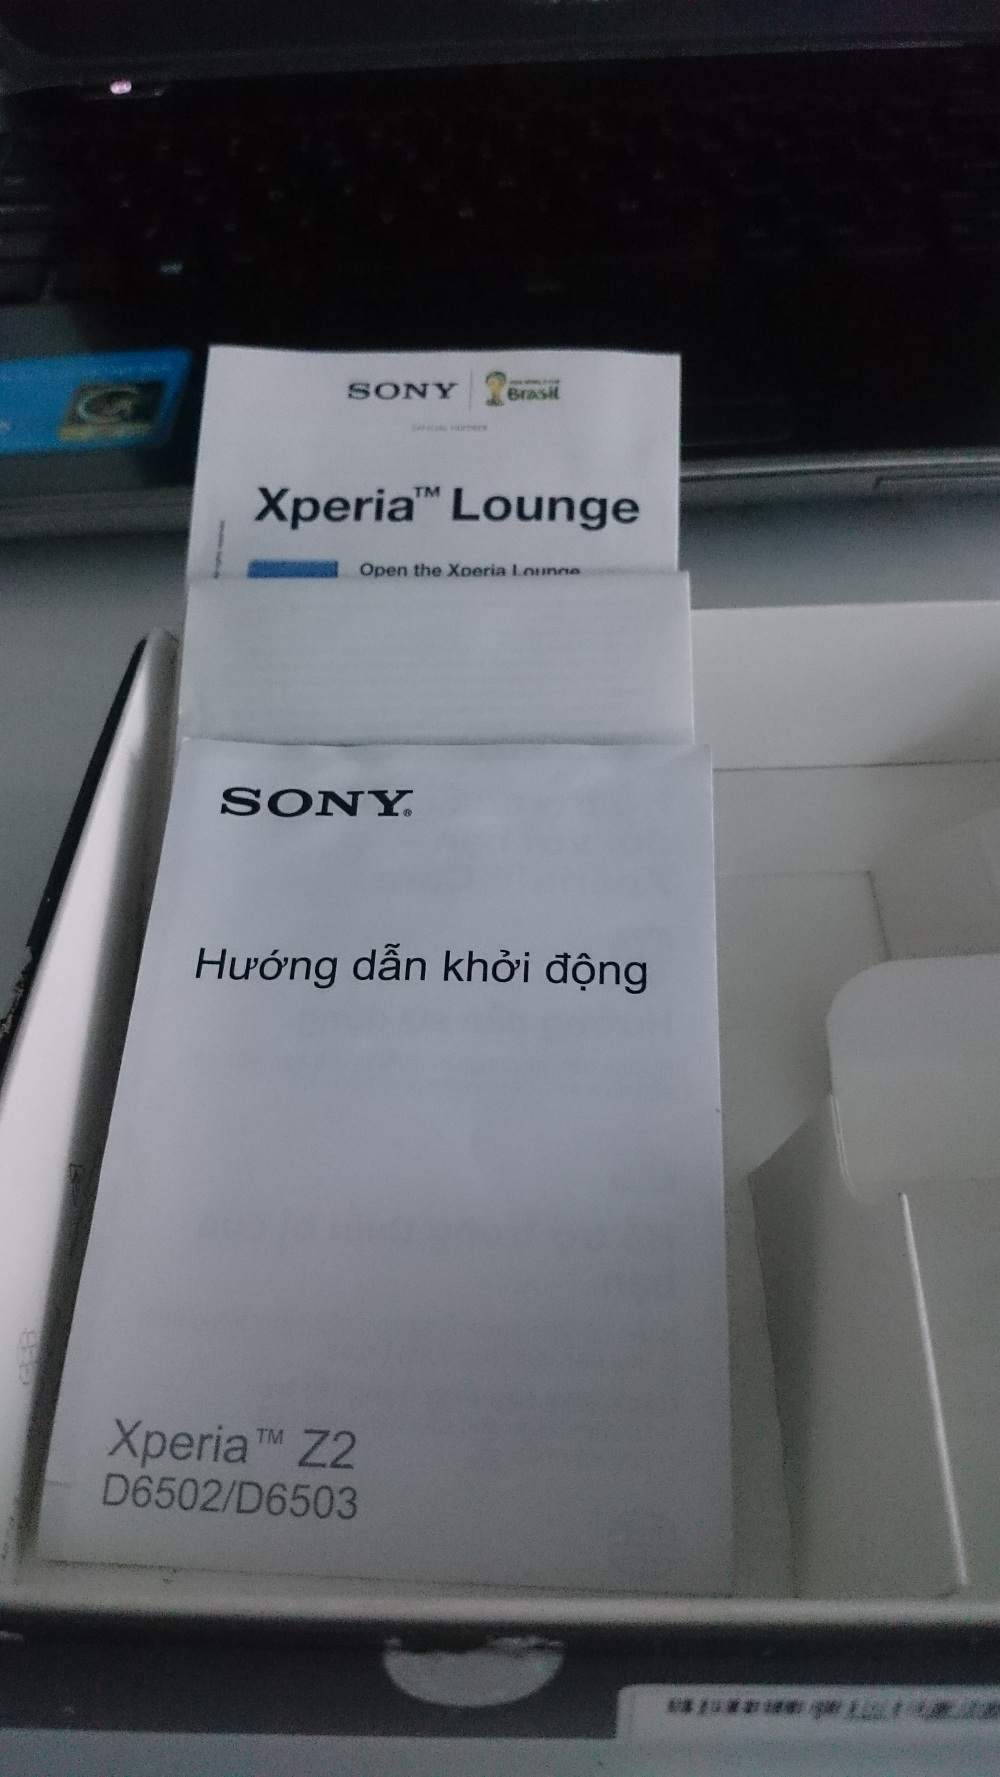 SONY
Brasil
Xperia™ Lounge
Open the Xperia Lounge
SONY
Hướng dẫn khởi động
Xperia™ Z2
D6502/D6503